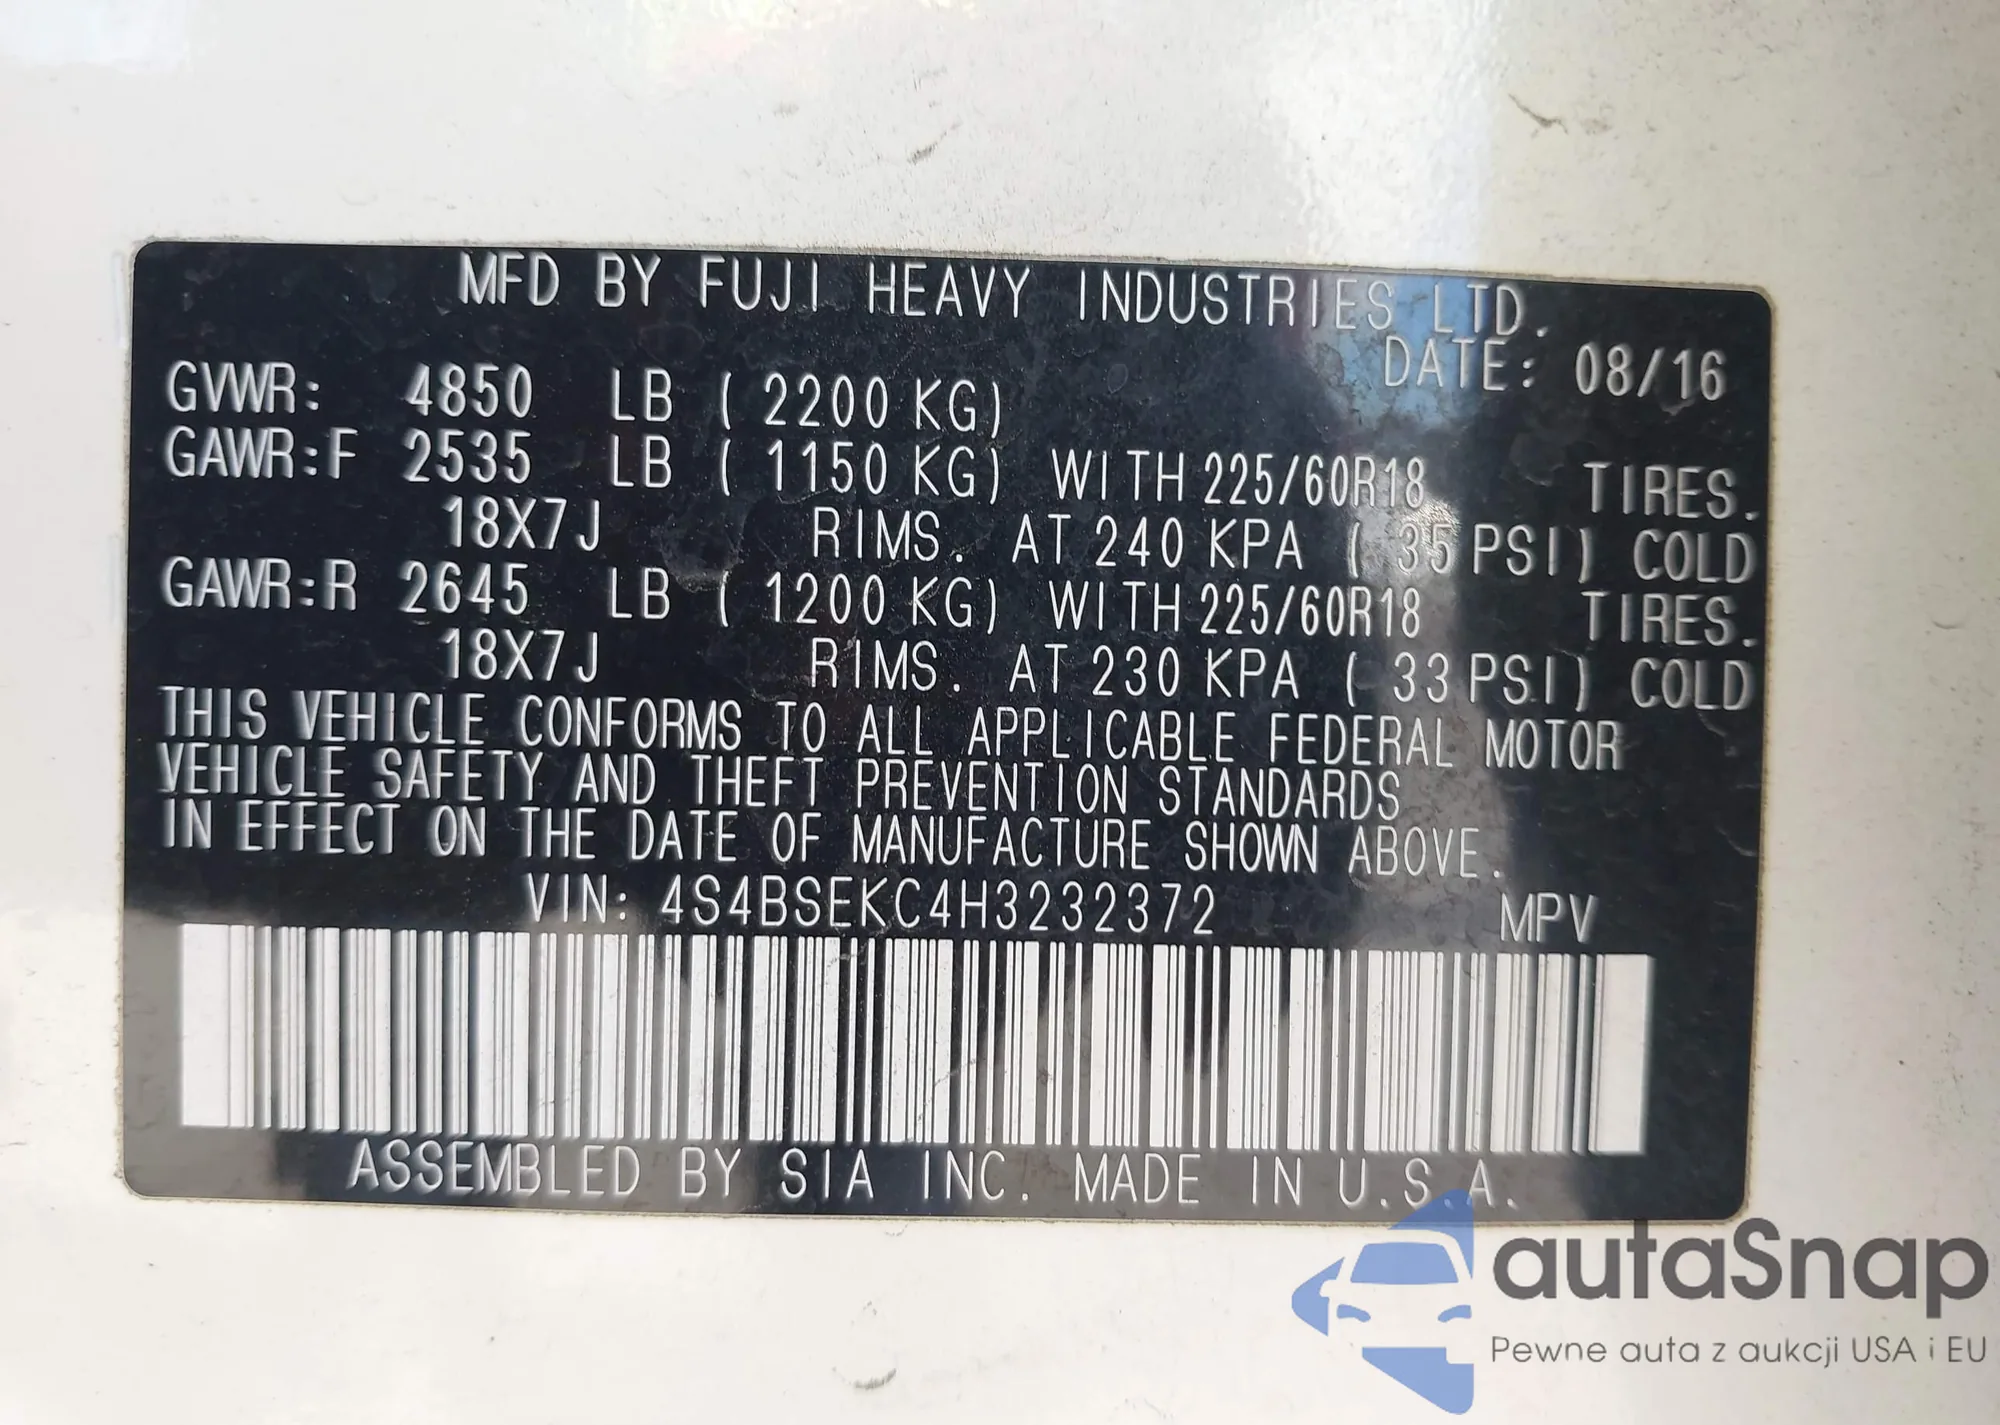 MFD BY FUJI HEAVY INDUSTRIES LTD.
DATE: 08/16
GVWR: 4850 LB ( 2200 KG)
GAWR:F 2535 LB ( 1150 KG) WITH 225/60R18 TIRES.
18X7J RIMS. AT 240 KPA ( 35 PSI) COLD
GAWR:R 2645 LB ( 1200 KG) WITH 225/60R18 TIRES.
18X7J RIMS. AT 230 KPA ( 33 PSI) COLD
THIS VEHICLE CONFORMS TO ALL APPLICABLE FEDERAL MOTOR
VEHICLE SAFETY AND THEFT PREVENTION STANDARDS
IN EFFECT ON THE DATE OF MANUFACTURE SHOWN ABOVE.
VIN: 4S4BSEKC4H3232372 MPV
ASSEMBLED BY SIA INC. MADE IN U.S.A.
autaSnap
Pewne auta z aukcji USA i EU